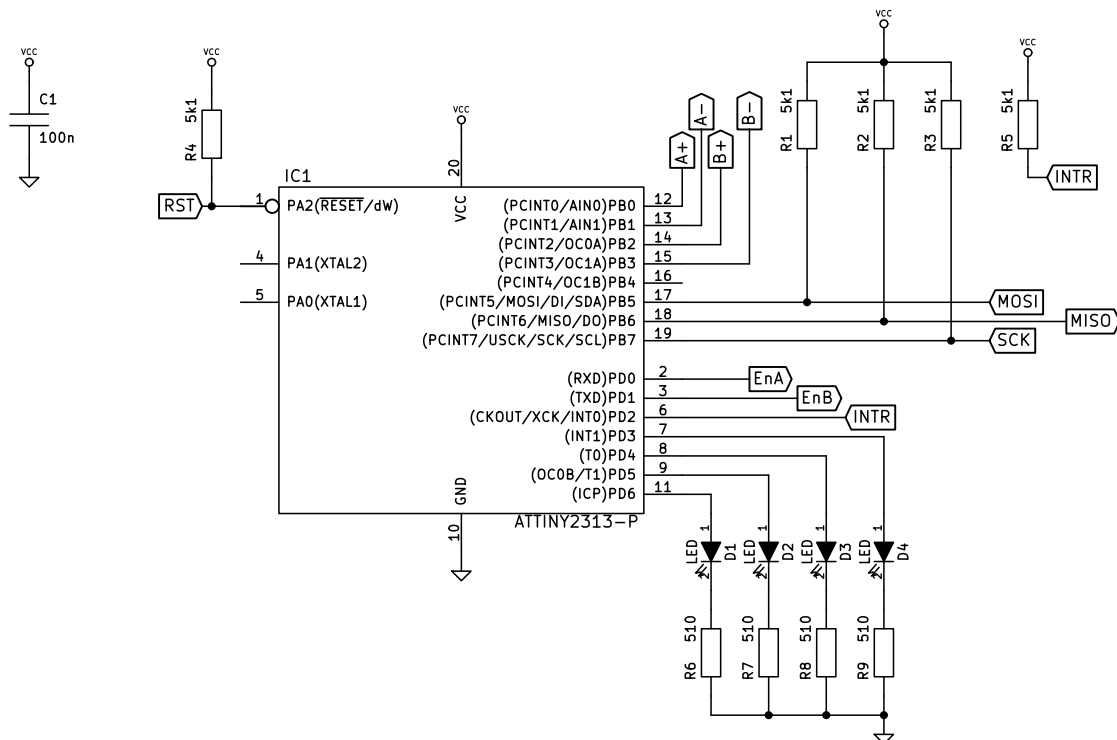 VCC
C1
100n
VCC
5k1
R4
RST
IC1
1
PA2(RESET/dW)
4
PA1(XTAL2)
5
PA0(XTAL1)
VCC
20
VCC
GND
10
ATTINY2313-P
(PCINT0/AIN0)PB0 12
(PCINT1/AIN1)PB1 13
(PCINT2/OC0A)PB2 14
(PCINT3/OC1A)PB3 15
(PCINT4/OC1B)PB4 16
(PCINT5/MOSI/DI/SDA)PB5 17
(PCINT6/MISO/DO)PB6 18
(PCINT7/USCK/SCK/SCL)PB7 19
(RXD)PD0 2
(TXD)PD1 3
(CKOUT/XCK/INT0)PD2 6
(INT1)PD3 7
(T0)PD4 8
(OC0B/T1)PD5 9
(ICP)PD6 11
A+
A-
B+
B-
VCC
5k1
R1
5k1
R2
5k1
R3
VCC
5k1
R5
INTR
MOSI
MISO
SCK
EnA
EnB
INTR
1
LED
D1
2
1
LED
D2
2
1
LED
D3
2
1
LED
D4
2
510
R6
510
R7
510
R8
510
R9